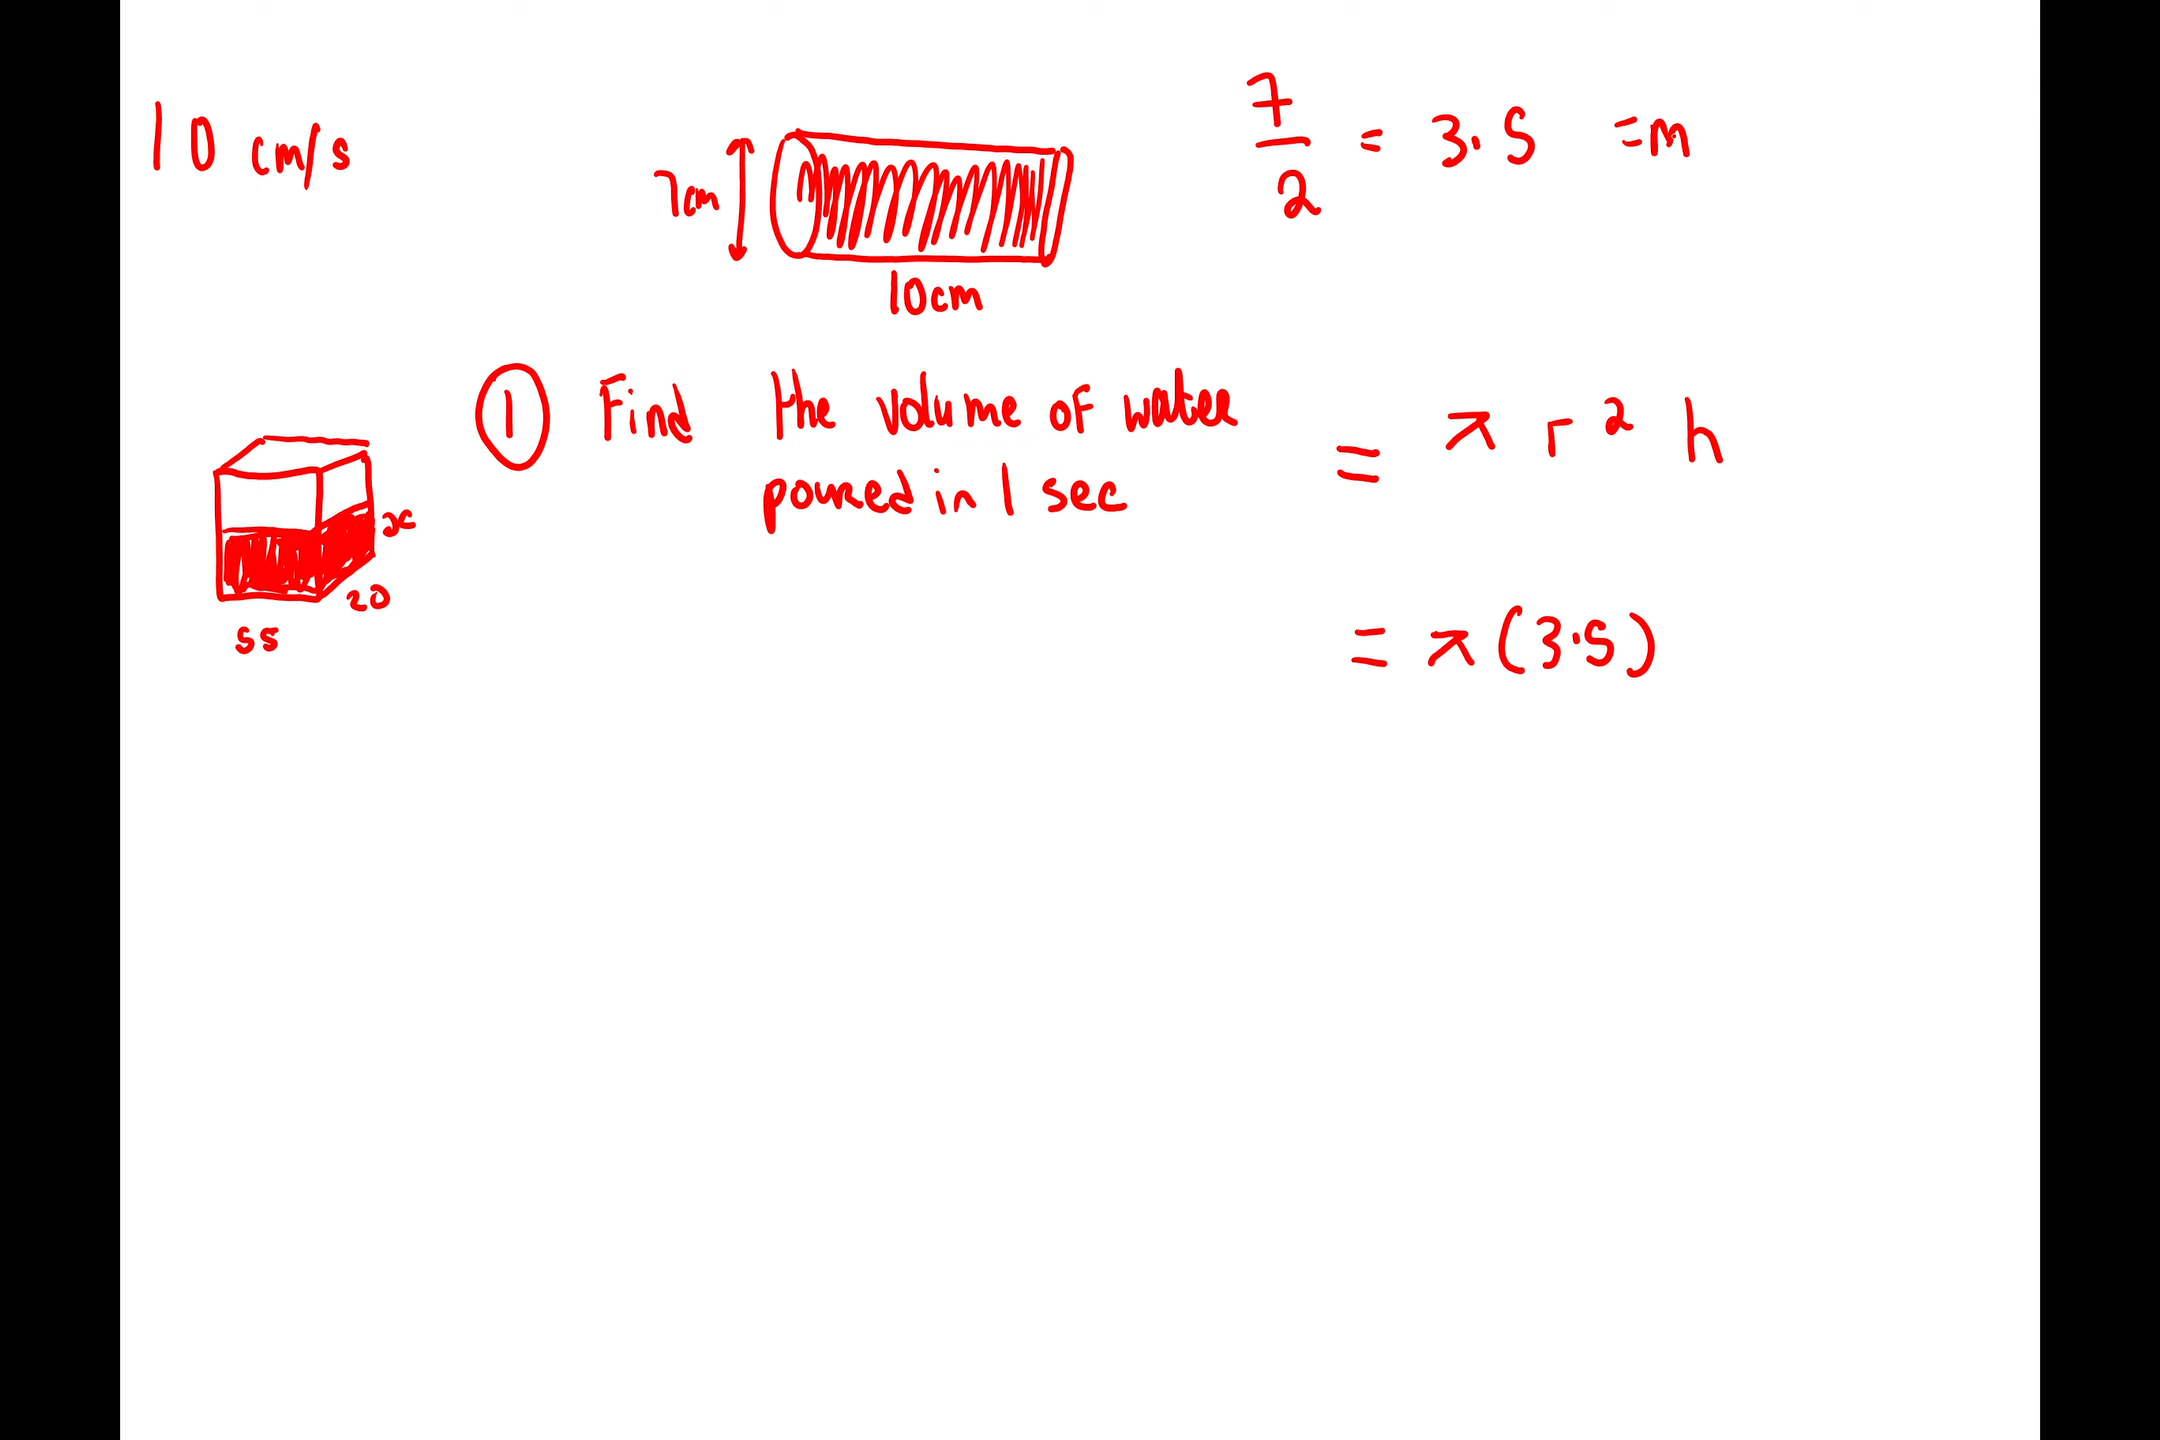 10 cm/s
7cm
10cm
7/2 = 3.5 = m
① Find the volume of water
poured in 1 sec
= π r² h
x
20
55
= π (3.5)